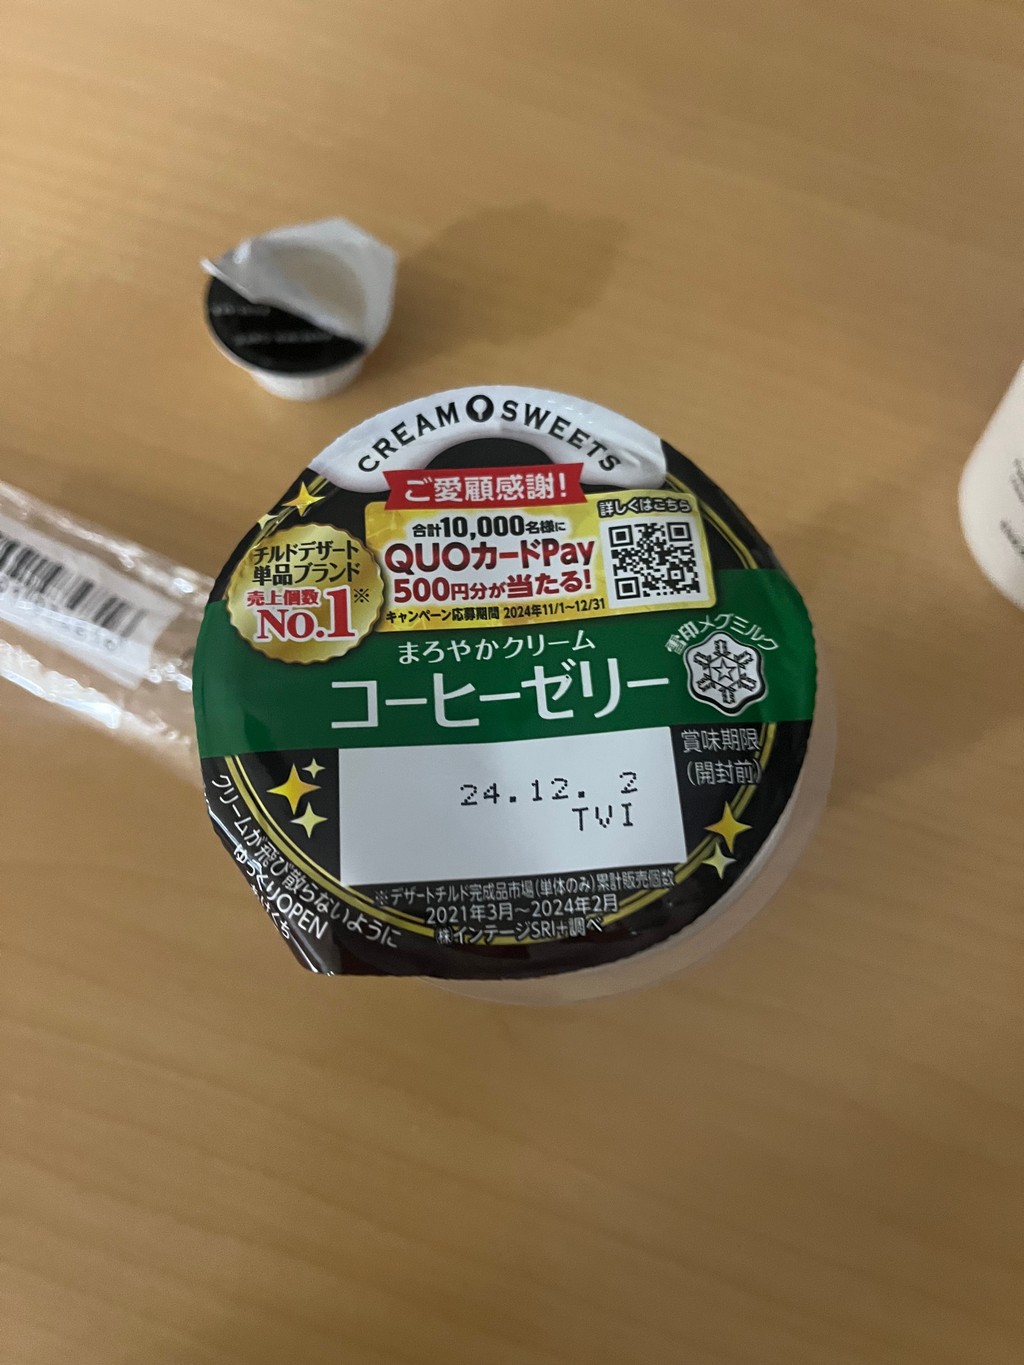 CREAM SWEETS
ご愛顧感謝!
詳しくはこちら
合計10,000名様に
QUOカードPay
500円分が当たる!
キャンペーン応募期間 2024年11/1~12/31
チルドデザート
単品ブランド
売上個数
No.1※
まろやかクリーム
コーヒーゼリー
雪印メグミルク
賞味期限
(開封前)
24.12. 2
TVI
※デザートチルド完成品市場(単体のみ)累計販売個数
2021年3月~2024年2月
㈱インテージSRI+調べ
クリームが飛び散らないように
ゆっくりOPEN
あけくち